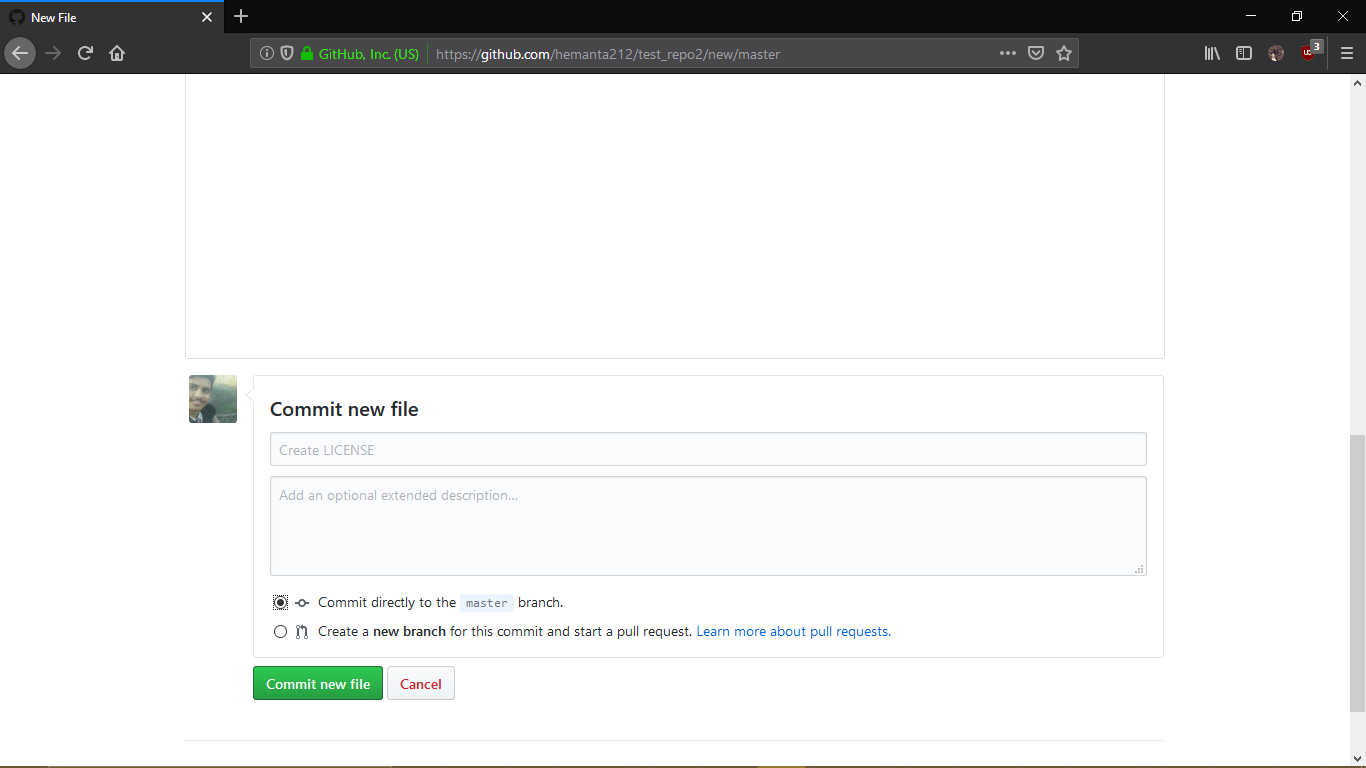 New File
GitHub, Inc. (US)
https://github.com/hemanta212/test_repo2/new/master
3
Commit new file
Create LICENSE
Add an optional extended description...
Commit directly to the master branch.
Create a new branch for this commit and start a pull request. Learn more about pull requests.
Commit new file
Cancel